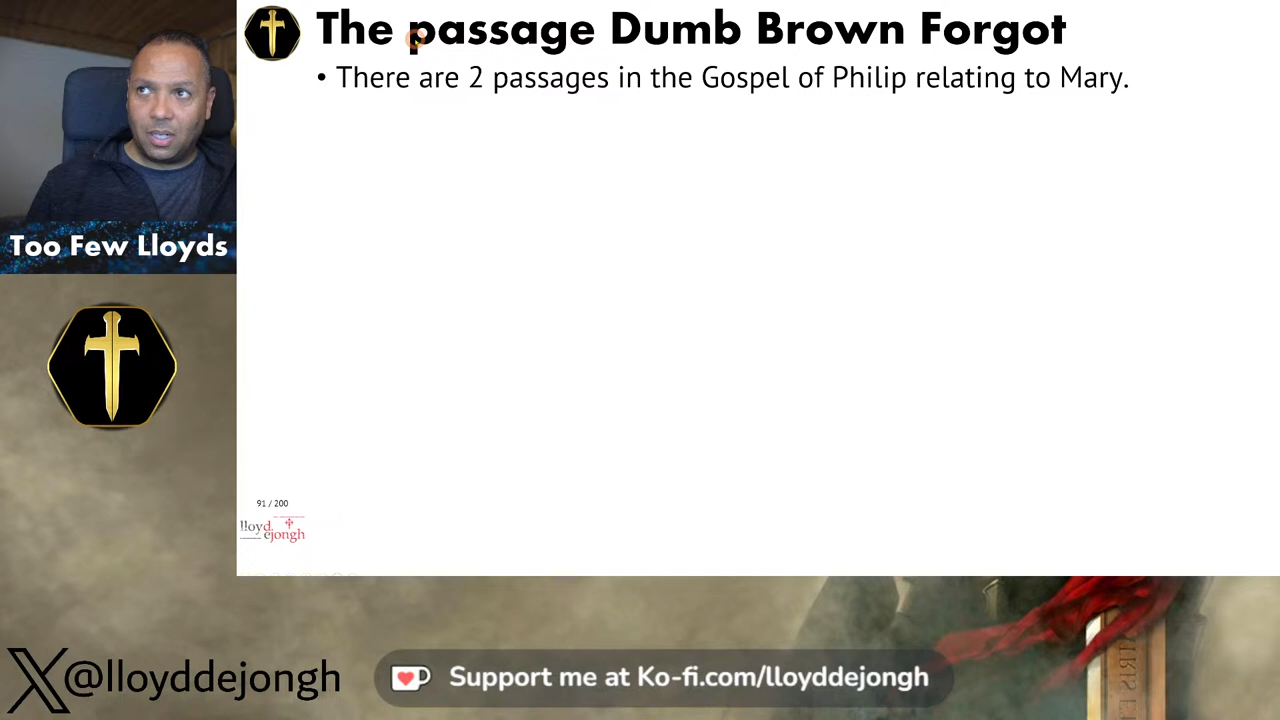 The passage Dumb Brown Forgot
• There are 2 passages in the Gospel of Philip relating to Mary.
Too Few Lloyds
91 / 200
lloyd
ejongh
X@lloyddejongh
Support me at Ko-fi.com/lloyddejongh